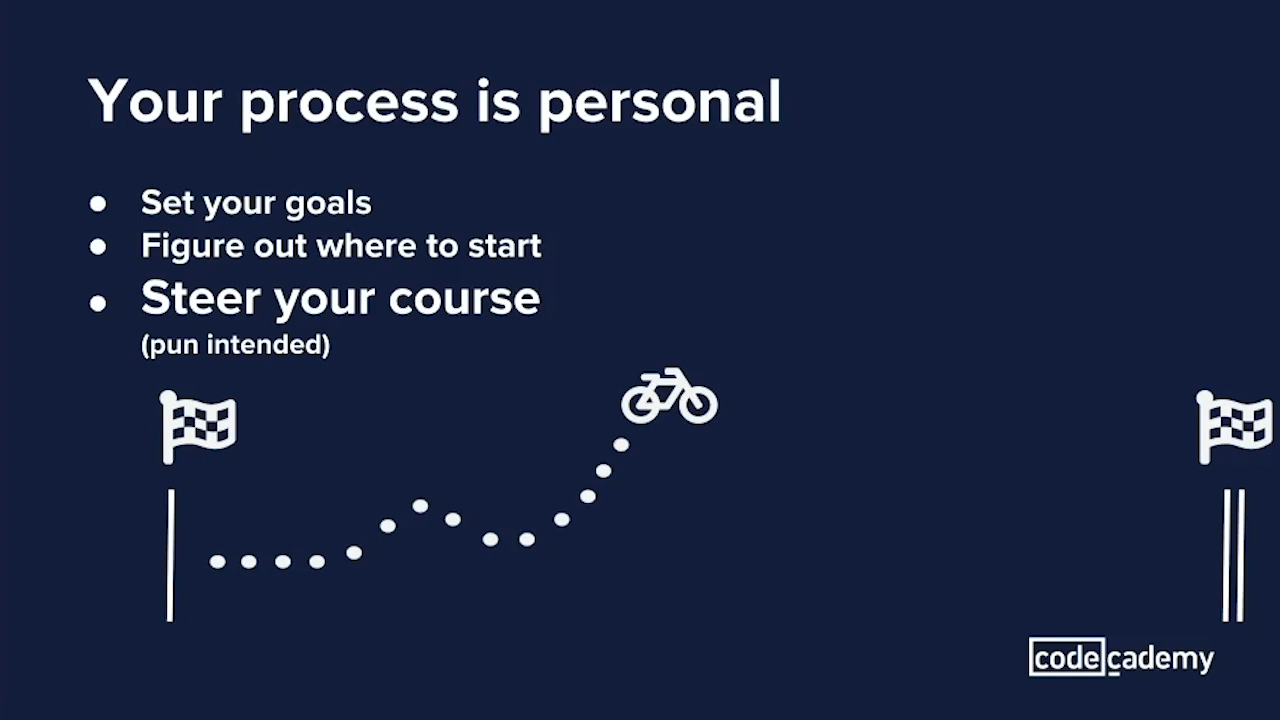 Your process is personal
● Set your goals
● Figure out where to start
● Steer your course
(pun intended)
codecademy